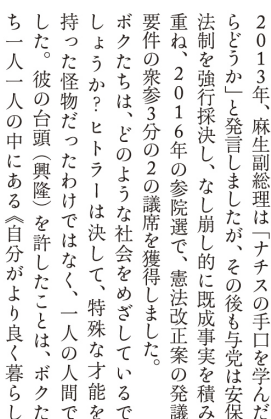 2013年、麻生副総理は「ナチスの手口を学んだ
らどうか」と発言しましたが、その後も与党は安保
法制を強行採決し、なし崩し的に既成事実を積み
重ね、2016年の参院選で、憲法改正案の発議
要件の衆参3分の2の議席を獲得しました。
ボクたちは、どのような社会をめざしているで
しょうか？ヒトラーは決して、特殊な才能を
持った怪物だったわけではなく、一人の人間で
した。彼の台頭（興隆）を許したことは、ボクた
ち一人一人の中にある《自分がより良く暮らし